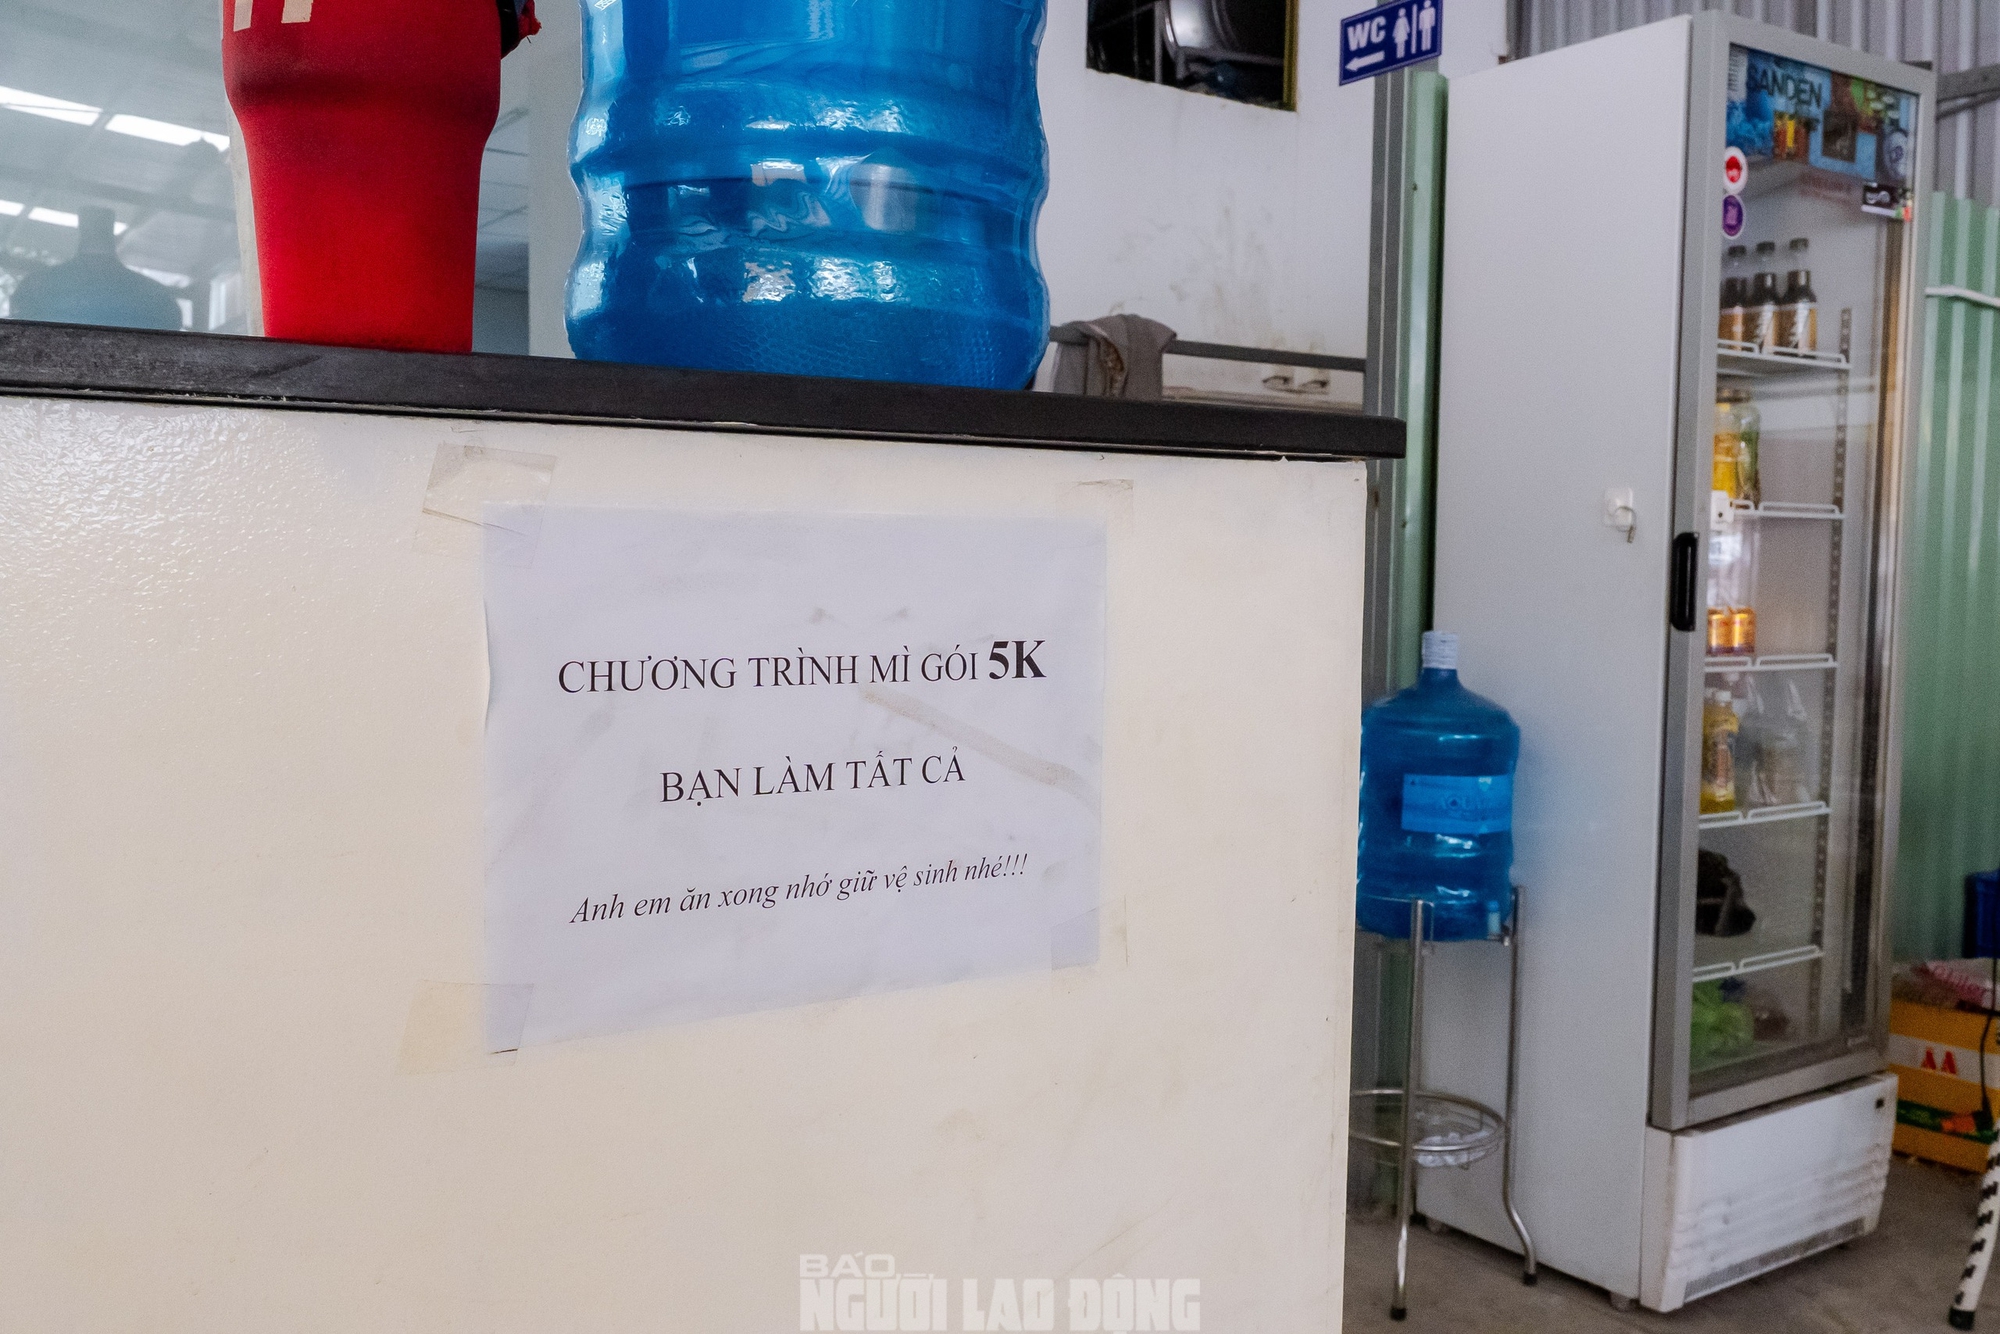 WC
SANDEN
CHƯƠNG TRÌNH MÌ GÓI 5K
BẠN LÀM TẤT CẢ
Anh em ăn xong nhớ giữ vệ sinh nhé!!!
BÁO
NGƯỜI LAO ĐỘNG